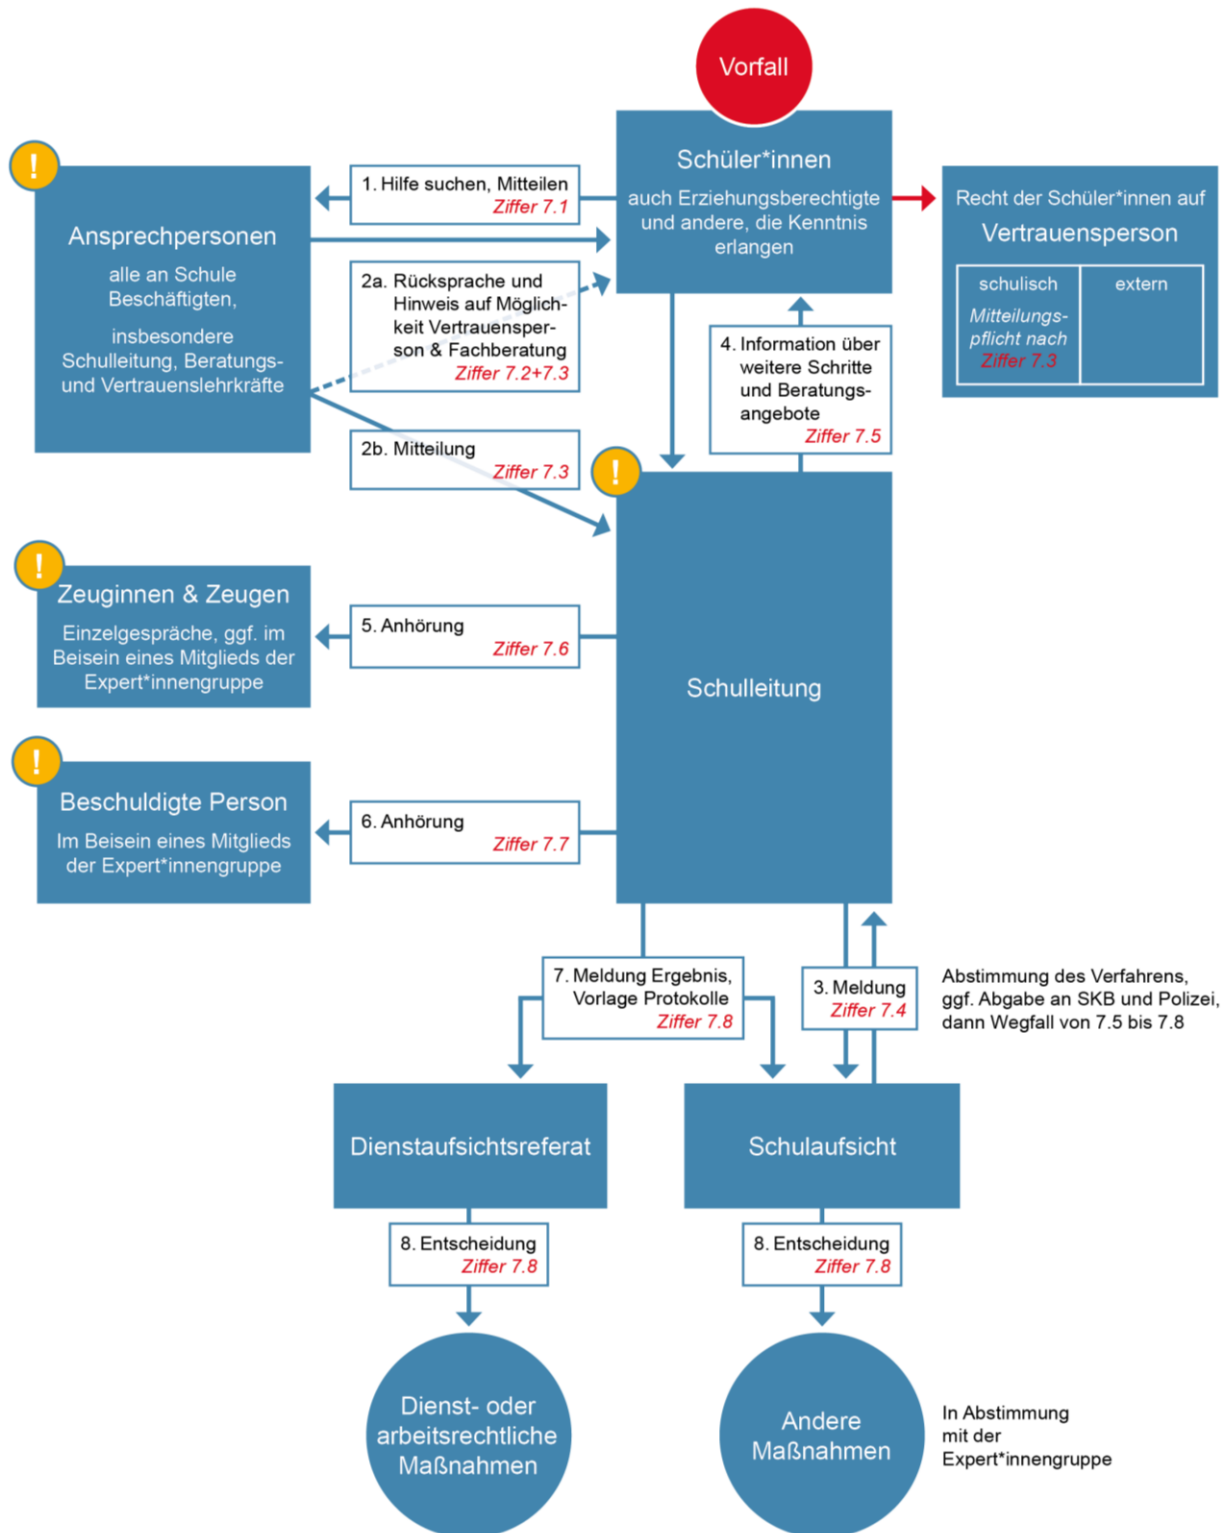 Vorfall
!
Ansprechpersonen
alle an Schule
Beschäftigten,
insbesondere
Schulleitung, Beratungs-
und Vertrauenslehrkräfte
1. Hilfe suchen, Mitteilen
Ziffer 7.1
Schüler*innen
auch Erziehungsberechtigte
und andere, die Kenntnis
erlangen
Recht der Schüler*innen auf
Vertrauensperson
schulisch
Mitteilungs-
pflicht nach
Ziffer 7.3
extern
2a. Rücksprache und
Hinweis auf Möglich-
keit Vertrauensper-
son & Fachberatung
Ziffer 7.2+7.3
4. Information über
weitere Schritte
und Beratungs-
angebote
Ziffer 7.5
2b. Mitteilung
Ziffer 7.3
!
Schulleitung
!
Zeuginnen & Zeugen
Einzelgespräche, ggf. im
Beisein eines Mitglieds der
Expert*innengruppe
5. Anhörung
Ziffer 7.6
!
Beschuldigte Person
Im Beisein eines Mitglieds
der Expert*innengruppe
6. Anhörung
Ziffer 7.7
7. Meldung Ergebnis,
Vorlage Protokolle
Ziffer 7.8
3. Meldung
Ziffer 7.4
Abstimmung des Verfahrens,
ggf. Abgabe an SKB und Polizei,
dann Wegfall von 7.5 bis 7.8
Dienstaufsichtsreferat
Schulaufsicht
8. Entscheidung
Ziffer 7.8
8. Entscheidung
Ziffer 7.8
Dienst- oder
arbeitsrechtliche
Maßnahmen
Andere
Maßnahmen
In Abstimmung
mit der
Expert*innengruppe